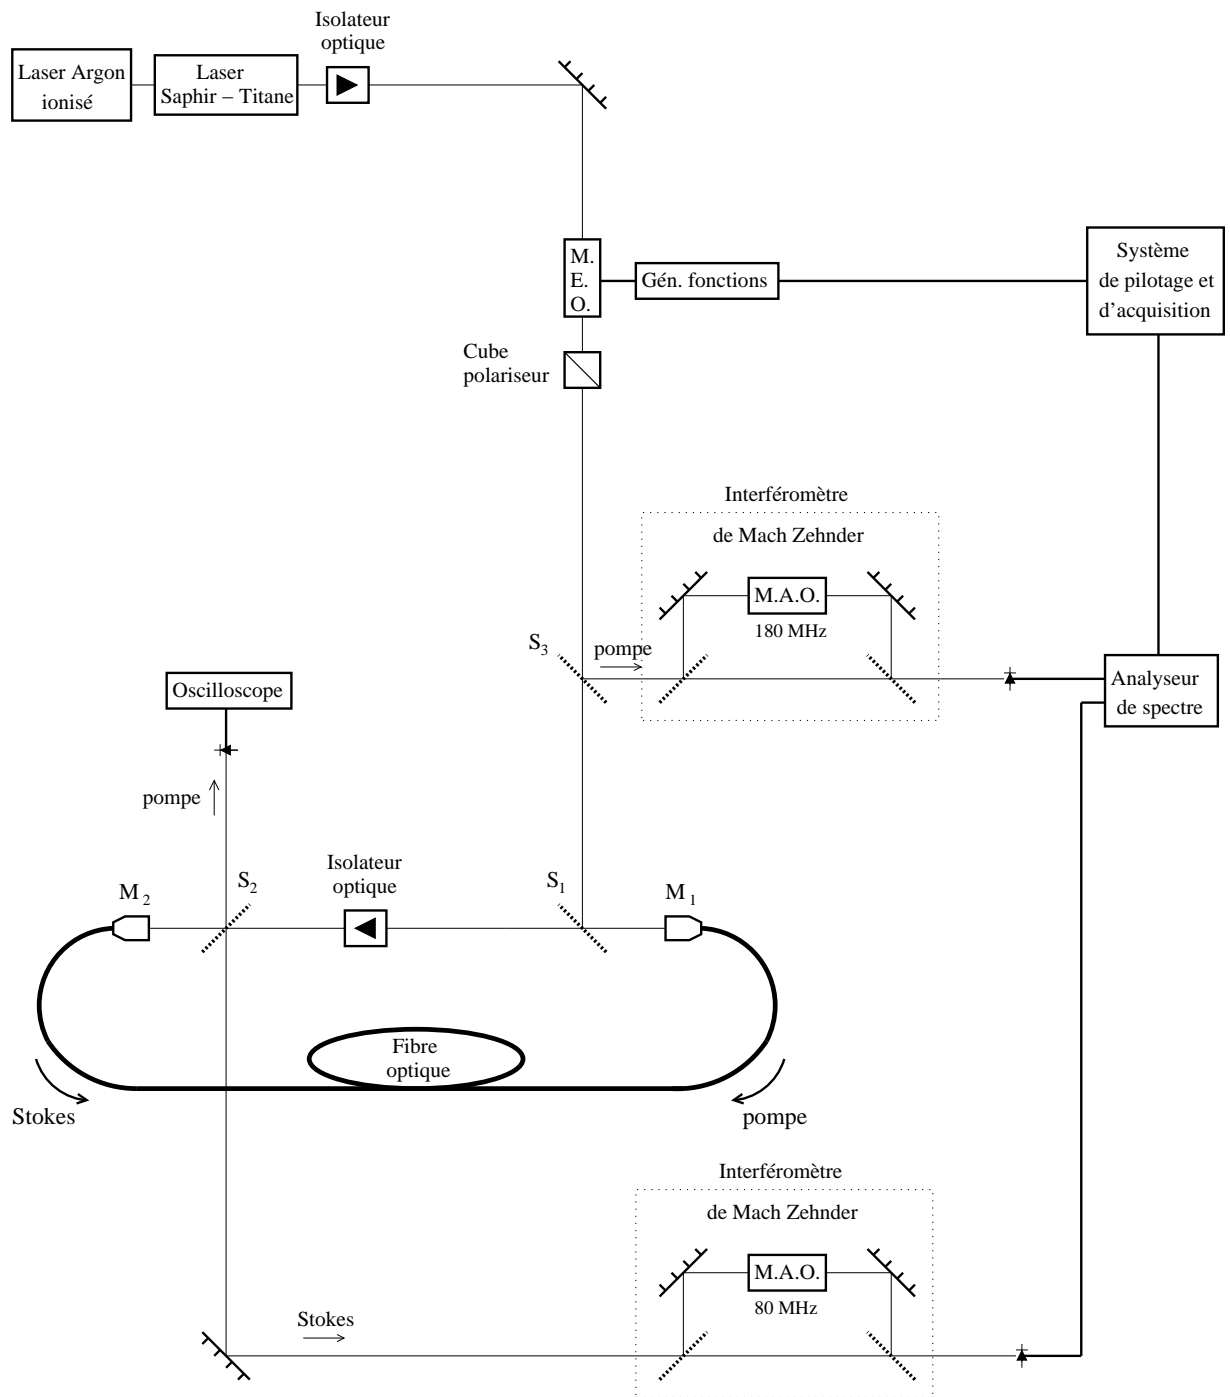 Isolateur
optique
Laser Argon
ionisé
Laser
Saphir – Titane
M.
E.
O.
Gén. fonctions
Système
de pilotage et
d'acquisition
Cube
polariseur
Interféromètre
de Mach Zehnder
M.A.O.
180 MHz
S3
pompe
Analyseur
de spectre
Oscilloscope
pompe
Isolateur
optique
M2
S2
S1
M1
Fibre
optique
Stokes
pompe
Interféromètre
de Mach Zehnder
M.A.O.
80 MHz
Stokes